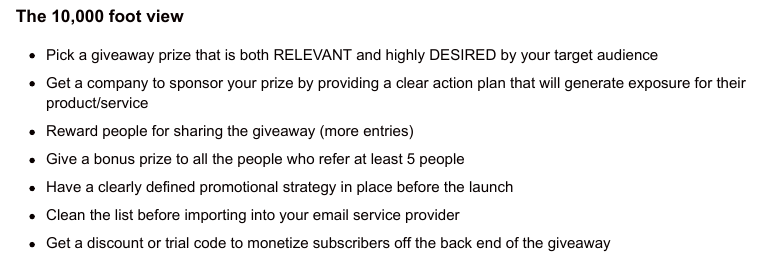 The 10,000 foot view
• Pick a giveaway prize that is both RELEVANT and highly DESIRED by your target audience
• Get a company to sponsor your prize by providing a clear action plan that will generate exposure for their
product/service
• Reward people for sharing the giveaway (more entries)
• Give a bonus prize to all the people who refer at least 5 people
• Have a clearly defined promotional strategy in place before the launch
• Clean the list before importing into your email service provider
• Get a discount or trial code to monetize subscribers off the back end of the giveaway